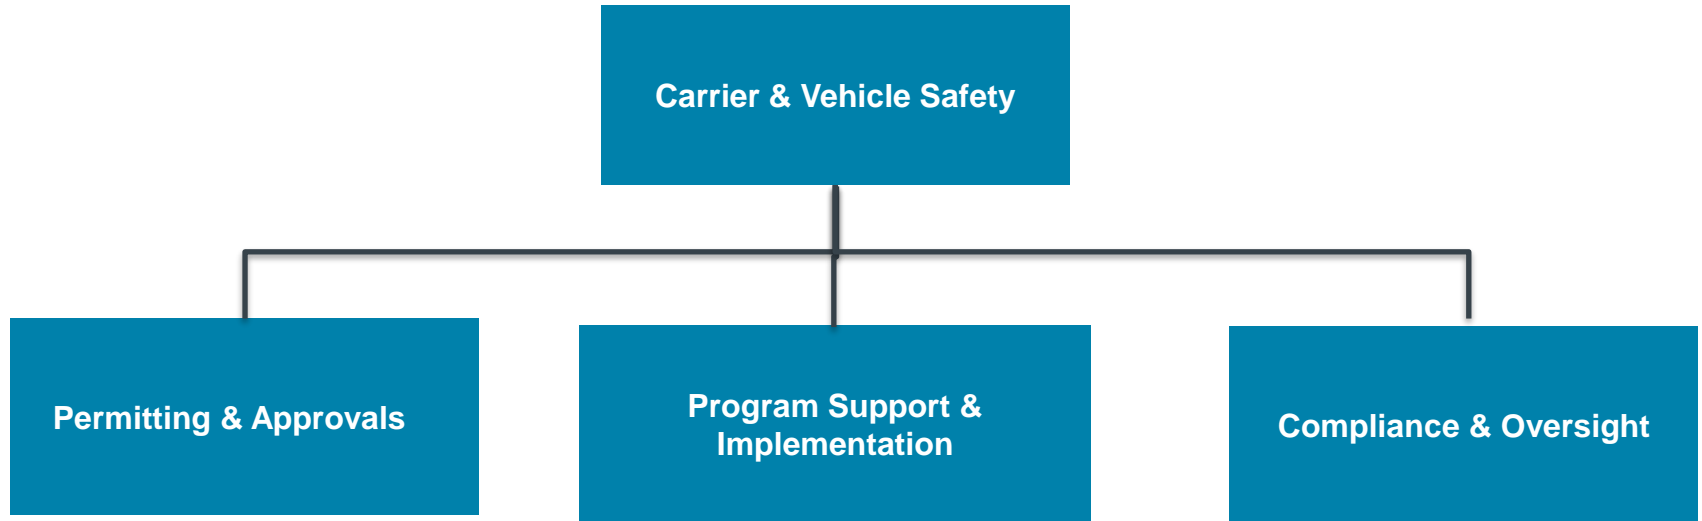 Carrier & Vehicle Safety
Permitting & Approvals
Program Support &
Implementation
Compliance & Oversight